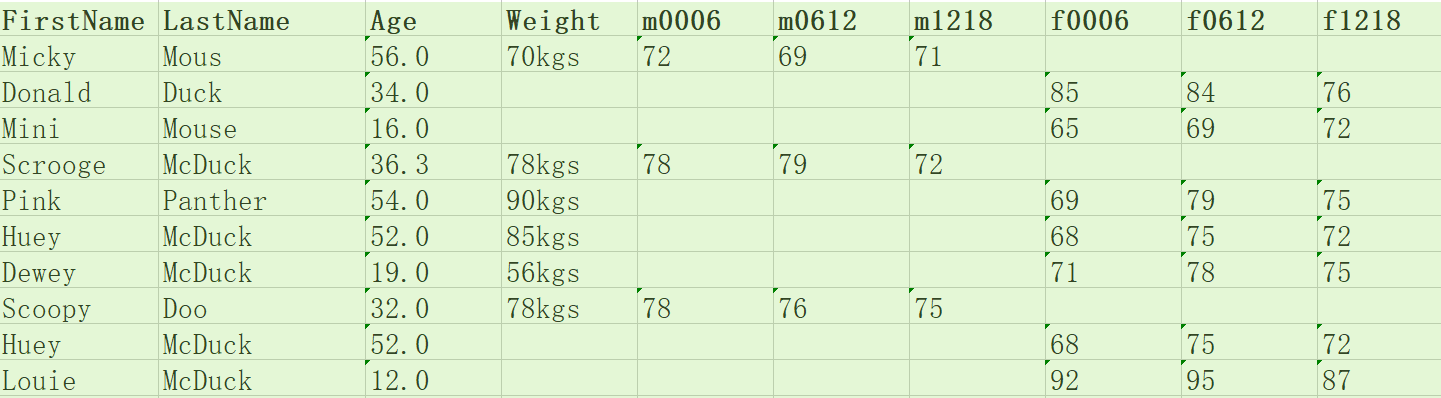 FirstName LastName Age Weight m0006 m0612 m1218 f0006 f0612 f1218
Micky Mous 56.0 70kgs 72 69 71
Donald Duck 34.0 85 84 76
Mini Mouse 16.0 65 69 72
Scrooge McDuck 36.3 78kgs 78 79 72
Pink Panther 54.0 90kgs 69 79 75
Huey McDuck 52.0 85kgs 68 75 72
Dewey McDuck 19.0 56kgs 71 78 75
Scoopy Doo 32.0 78kgs 78 76 75
Huey McDuck 52.0 68 75 72
Louie McDuck 12.0 92 95 87